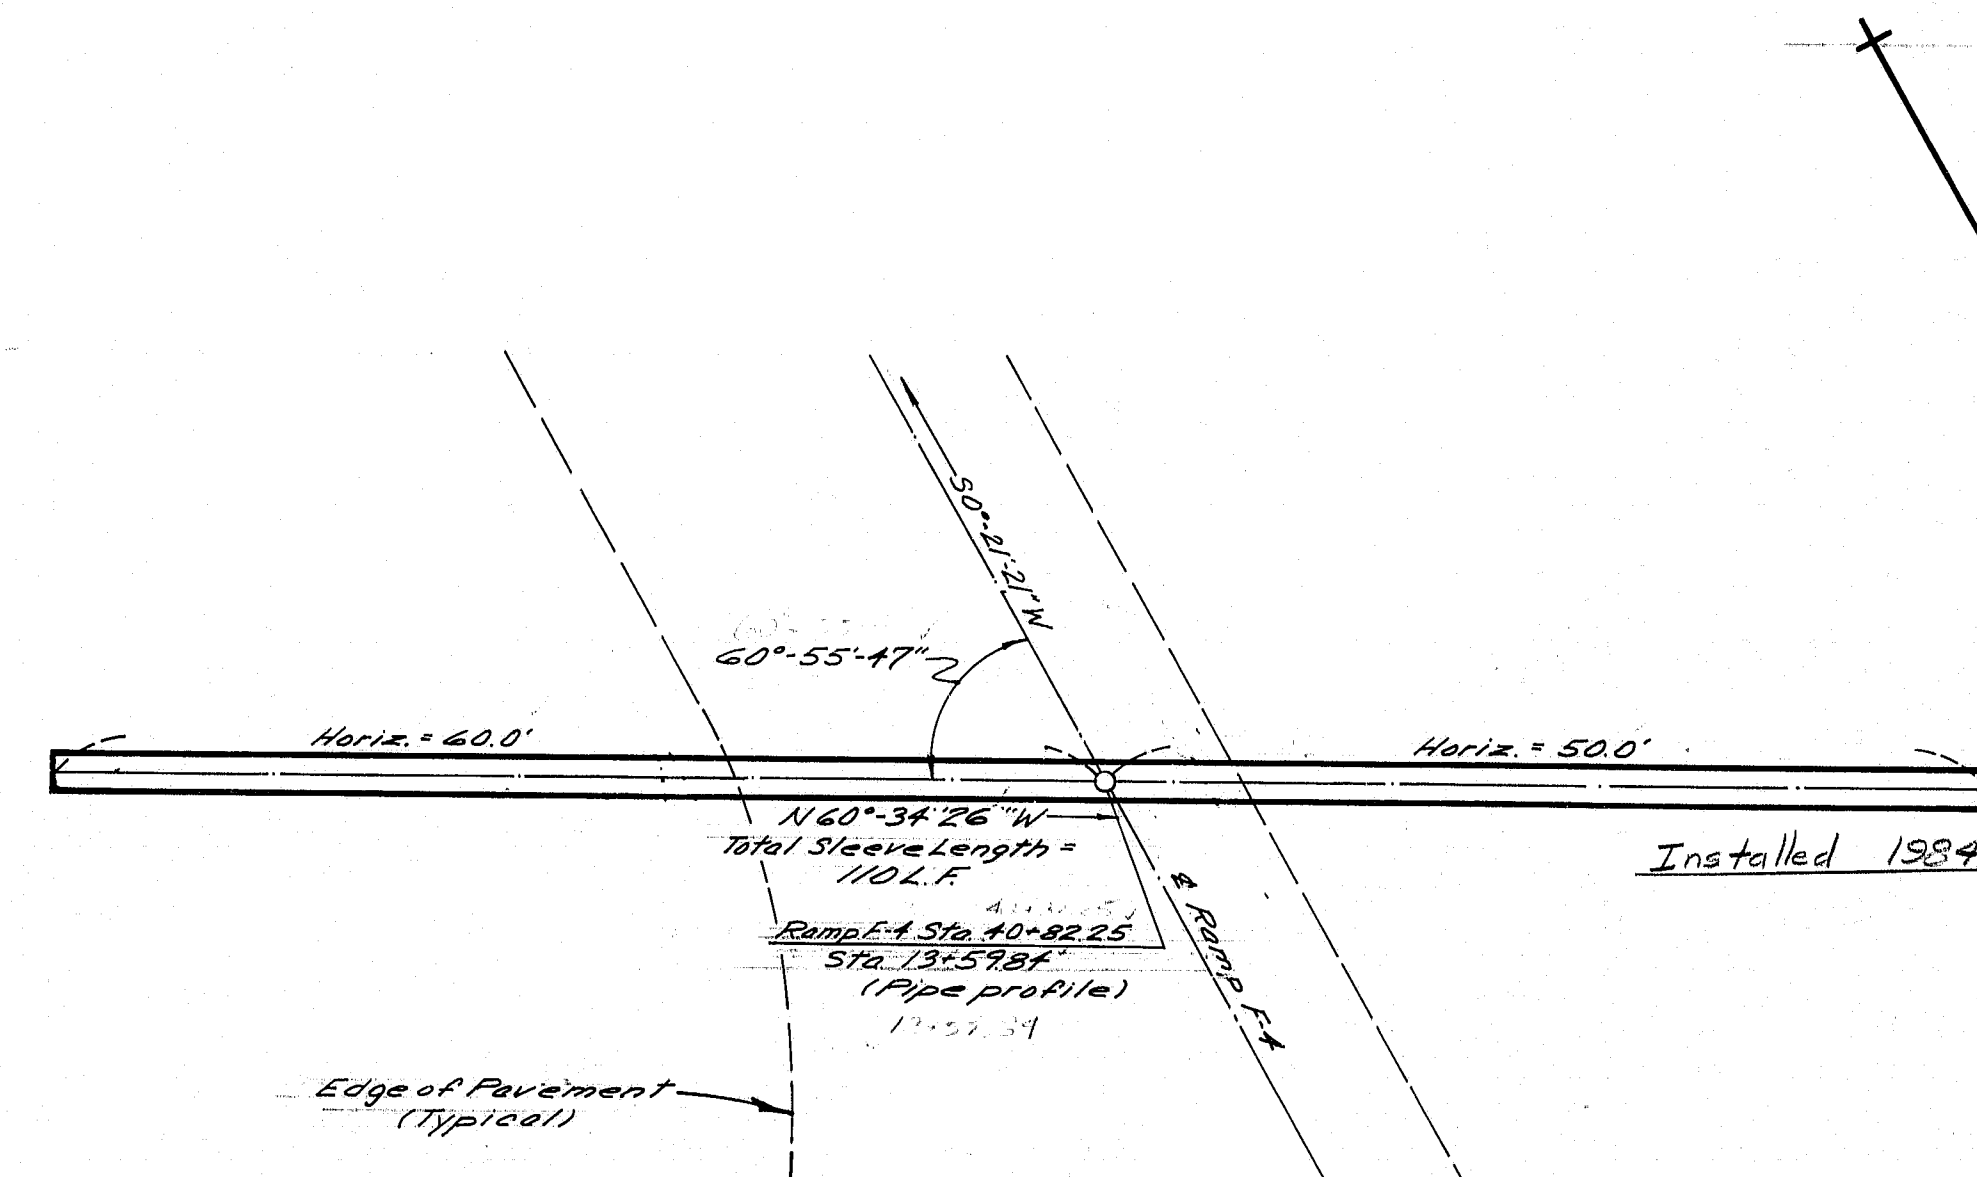 S0°-21'-21"W
60°-55'-47"
Horiz. = 60.0'
Horiz. = 50.0'
N60°-34'-26"W
Total Sleeve Length =
110 L.F.
Installed 1984
Ramp F-4 Sta. 40+82.25
Sta. 13+59.84
(Pipe profile)
℄ Ramp F-4
Edge of Pavement
(Typical)